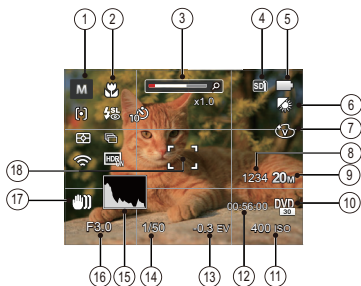 1 2 3 4 5
M SD
SL
x1.0
10
6
V 7
HDR
8
18 1234 20M 9
17 DVD 10
30
00:56:00
F3.0 1/50 -0.3 EV 400 ISO
16 15 14 13 12 11